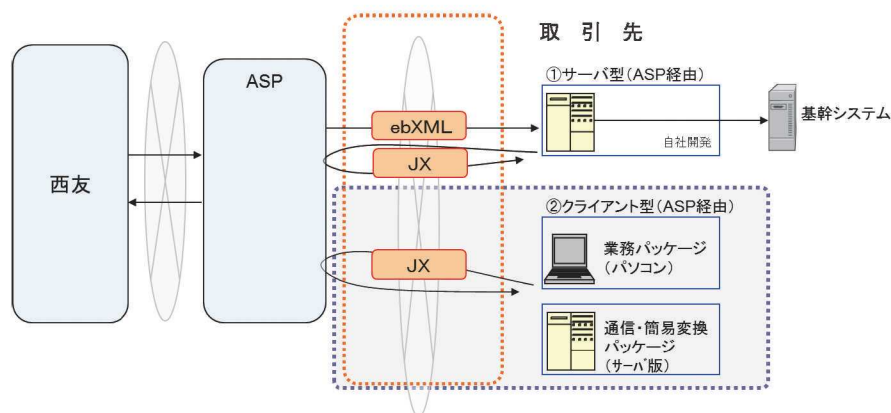 取 引 先
ASP
①サーバ型(ASP経由)
ebXML
基幹システム
自社開発
JX
西友
②クライアント型(ASP経由)
業務パッケージ
(パソコン)
JX
通信・簡易変換
パッケージ
(サーバ版)